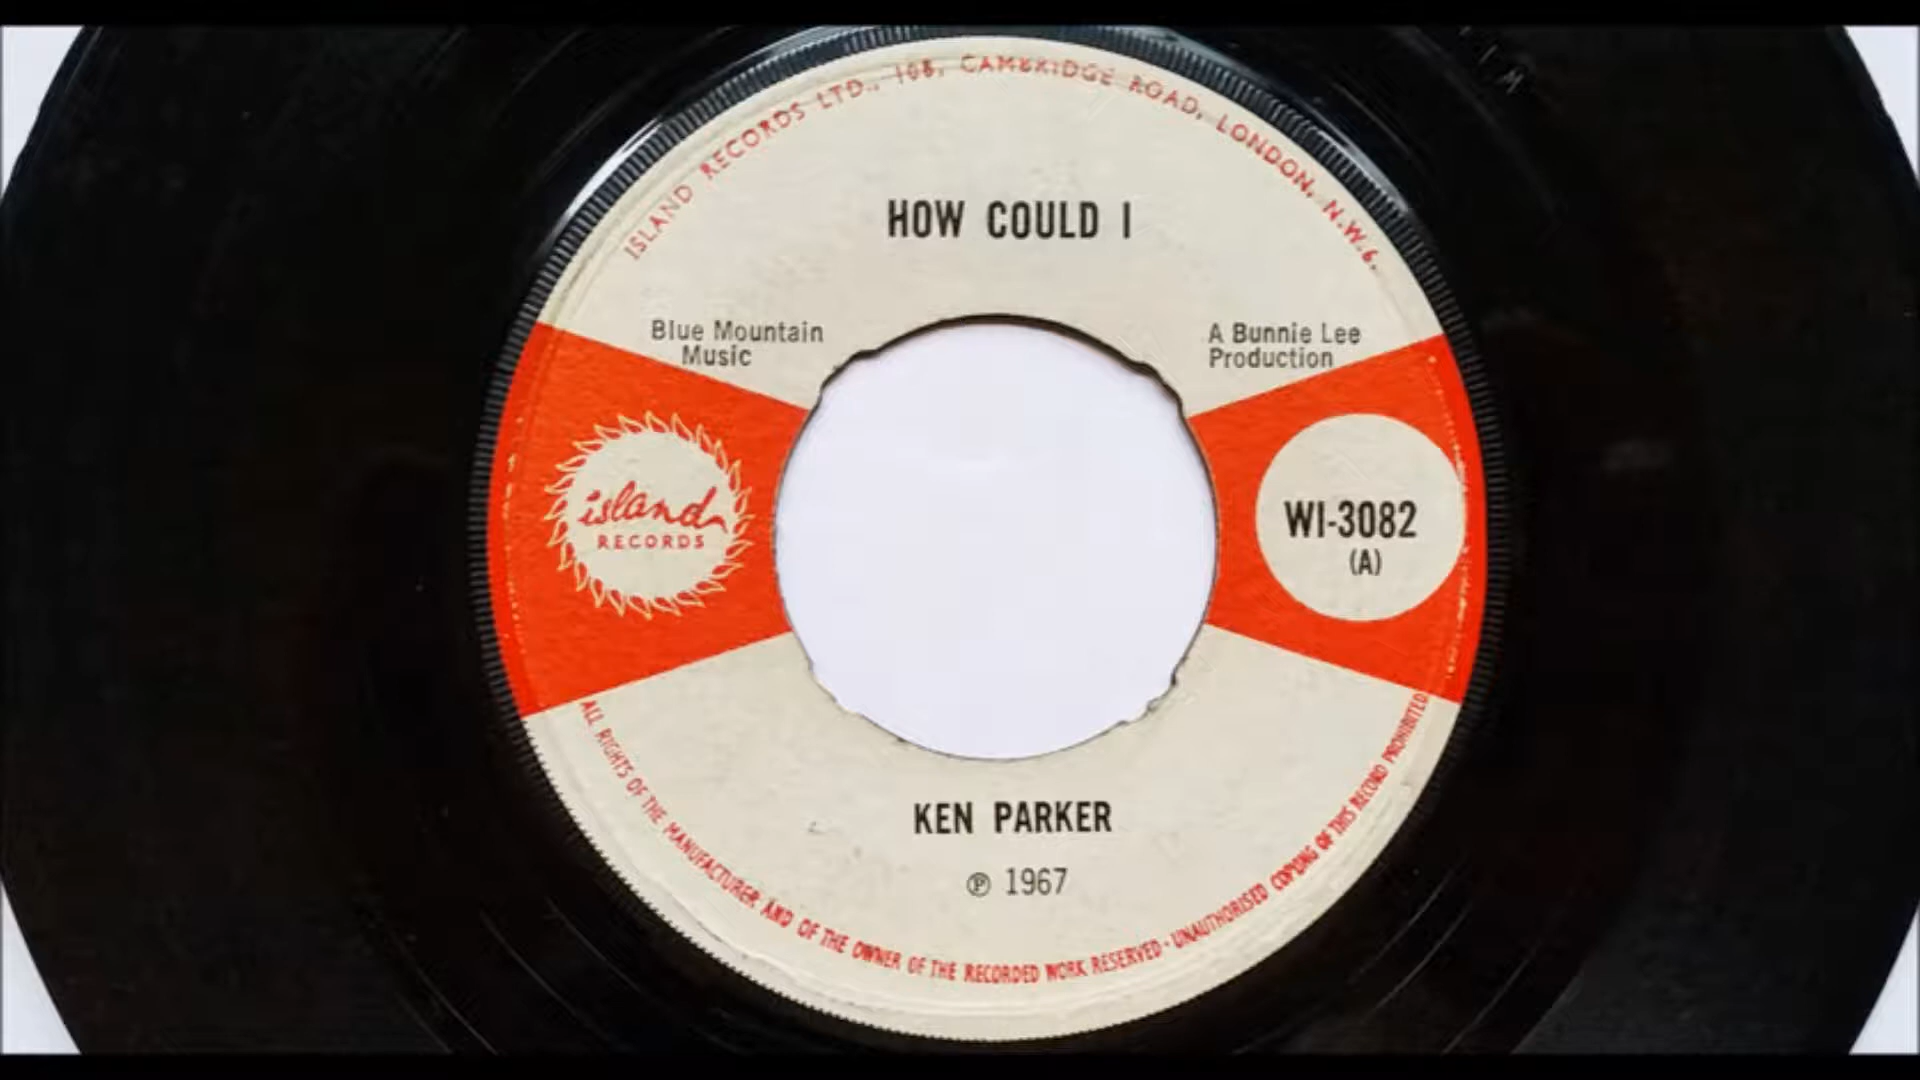 ISLAND RECORDS LTD., 108, CAMBRIDGE ROAD, LONDON, N.W.6.
HOW COULD I
Blue Mountain
Music
A Bunnie Lee
Production
island
RECORDS
WI-3082
(A)
KEN PARKER
℗ 1967
ALL RIGHTS OF THE MANUFACTURER AND OF THE OWNER OF THE RECORDED WORK RESERVED · UNAUTHORISED COPYING OF THIS RECORD PROHIBITED